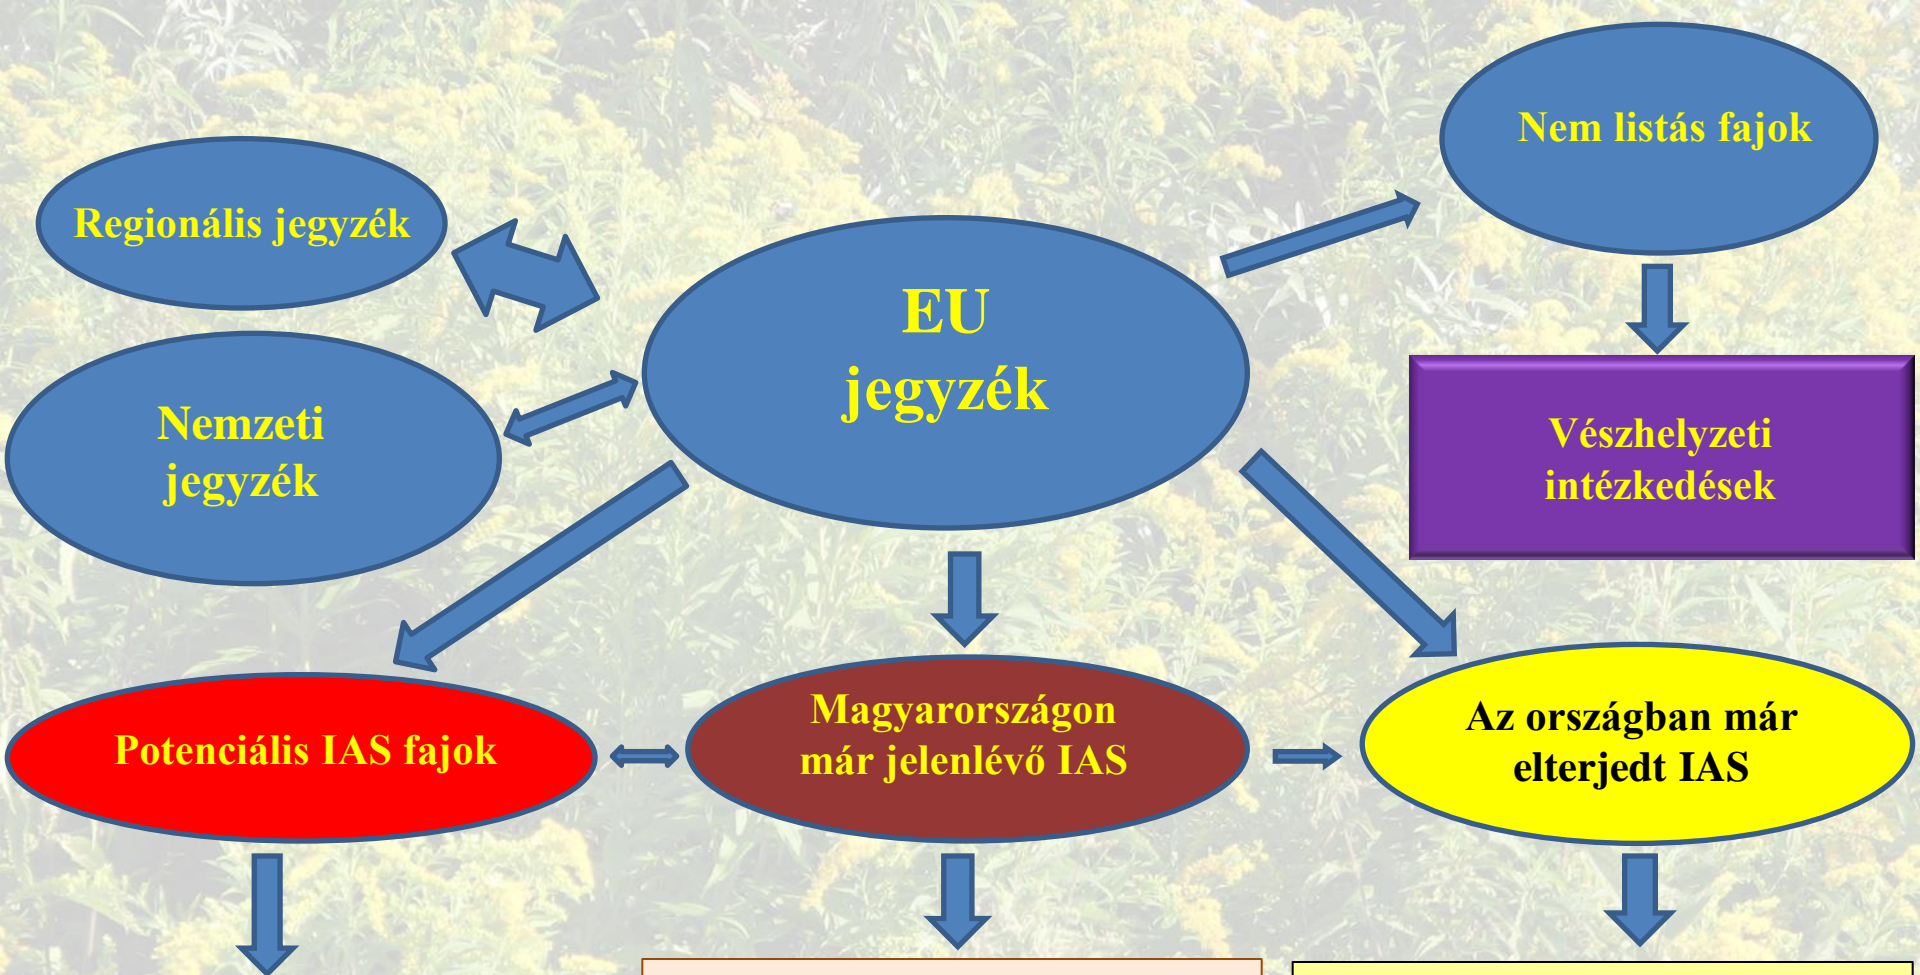 Nem listás fajok
Regionális jegyzék
EU
jegyzék
Nemzeti
jegyzék
Vészhelyzeti
intézkedések
Potenciális IAS fajok
Magyarországon
már jelenlévő IAS
Az országban már
elterjedt IAS